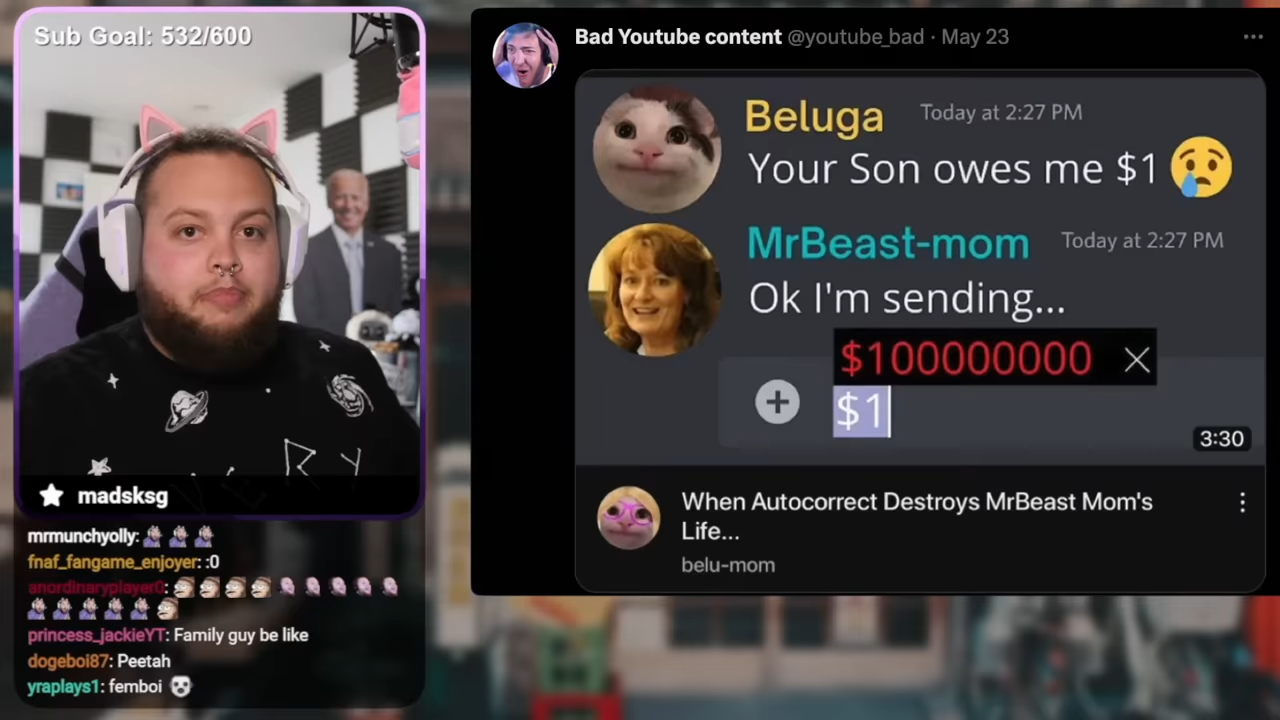 Sub Goal: 532/600
madsksg
mrmunchyolly:
fnaf_fangame_enjoyer: :0
anordinaryplayer0:
princess_jackieYT: Family guy be like
dogeboi87: Peetah
yraplays1: femboi
Bad Youtube content @youtube_bad · May 23
Beluga Today at 2:27 PM
Your Son owes me $1 😢
MrBeast-mom Today at 2:27 PM
Ok I'm sending...
$100000000
$1
3:30
When Autocorrect Destroys MrBeast Mom's
Life...
belu-mom